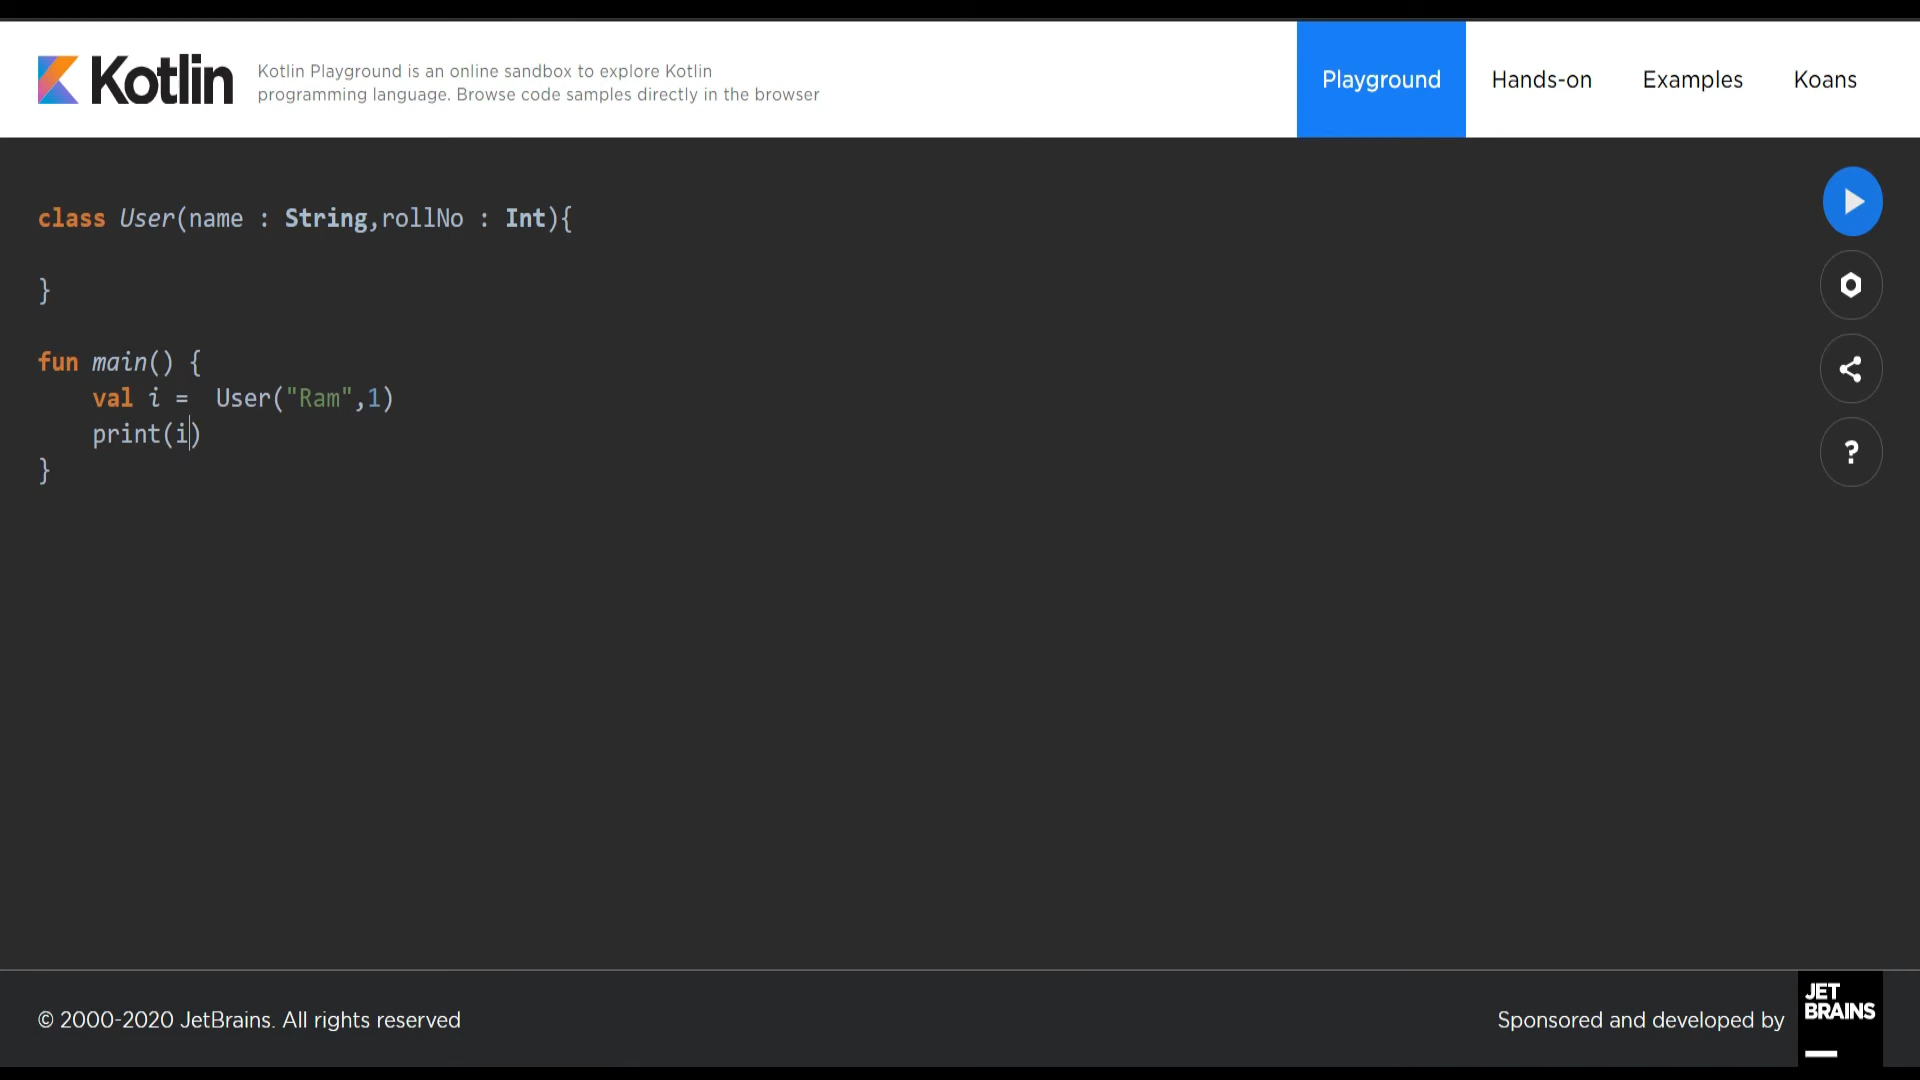 Kotlin
Kotlin Playground is an online sandbox to explore Kotlin
programming language. Browse code samples directly in the browser
Playground
Hands-on
Examples
Koans
class User(name : String,rollNo : Int){
}
fun main() {
    val i =  User("Ram",1)
    print(i)
}
?
© 2000-2020 JetBrains. All rights reserved
Sponsored and developed by
JET
BRAINS